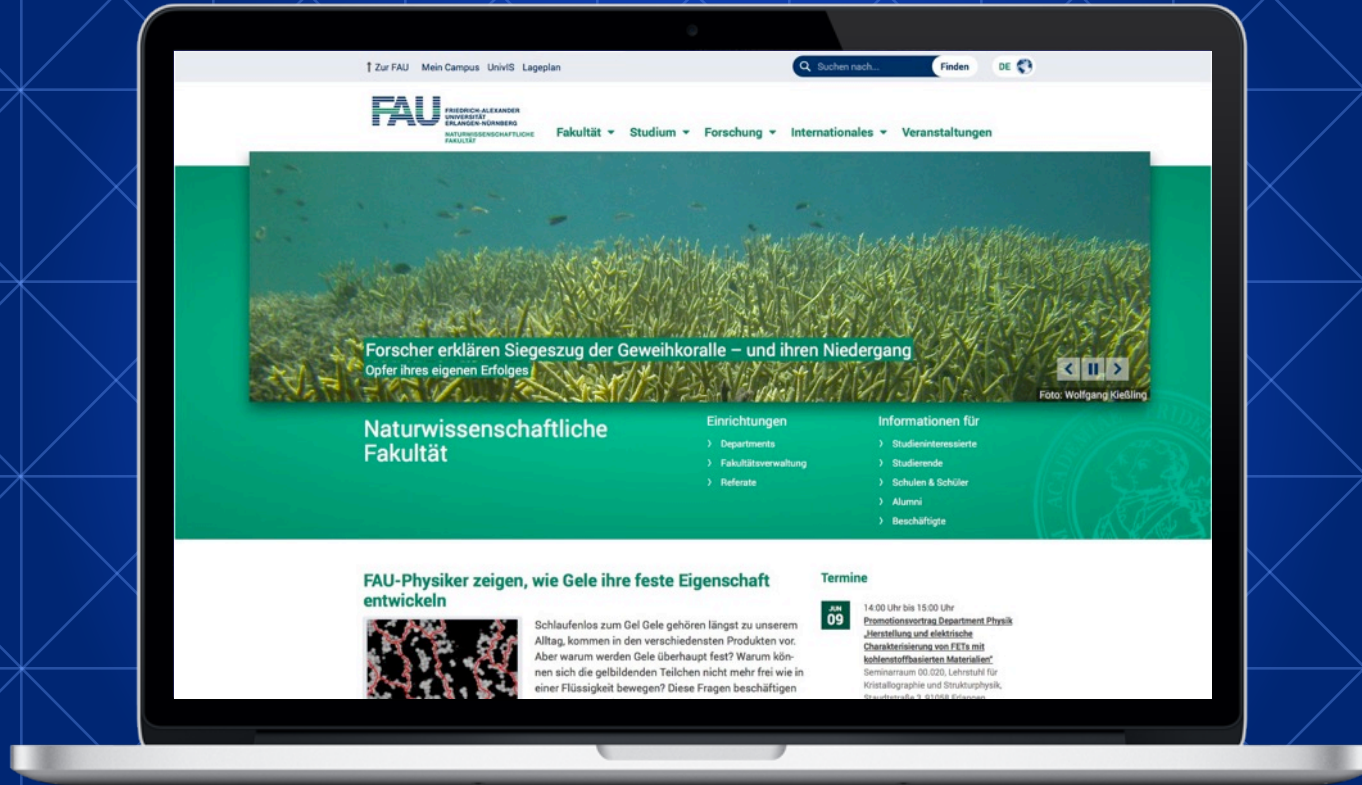 Zur FAU Mein Campus UnivIS Lageplan
Suchen nach... Finden DE
FAU
FRIEDRICH-ALEXANDER
UNIVERSITÄT
ERLANGEN-NÜRNBERG
NATURWISSENSCHAFTLICHE
FAKULTÄT
Fakultät Studium Forschung Internationales Veranstaltungen
Forscher erklären Siegeszug der Geweihkoralle – und ihren Niedergang
Opfer ihres eigenen Erfolges
Foto: Wolfgang Kießling
Naturwissenschaftliche
Fakultät
Einrichtungen
Departments
Fakultätsverwaltung
Referate
Informationen für
Studieninteressierte
Studierende
Schulen & Schüler
Alumni
Beschäftigte
FAU-Physiker zeigen, wie Gele ihre feste Eigenschaft
entwickeln
Schlaufenlos zum Gel Gele gehören längst zu unserem
Alltag, kommen in den verschiedensten Produkten vor.
Aber warum werden Gele überhaupt fest? Warum kön-
nen sich die gelbildenden Teilchen nicht mehr frei wie in
einer Flüssigkeit bewegen? Diese Fragen beschäftigen
Termine
JUN
09
14:00 Uhr bis 15:00 Uhr
Promotionsvortrag Department Physik
„Herstellung und elektrische
Charakterisierung von FETs mit
kohlenstoffbasierten Materialien"
Seminarraum 00.020, Lehrstuhl für
Kristallographie und Strukturphysik,
Staudtstraße 3, 91058 Erlangen